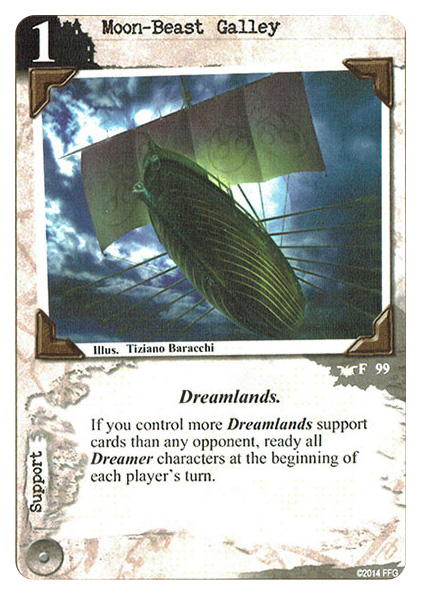 1
Moon-Beast Galley
Illus. Tiziano Baracchi
F 99
Dreamlands.
If you control more Dreamlands support
cards than any opponent, ready all
Dreamer characters at the beginning of
each player's turn.
Support
©2014 FFG